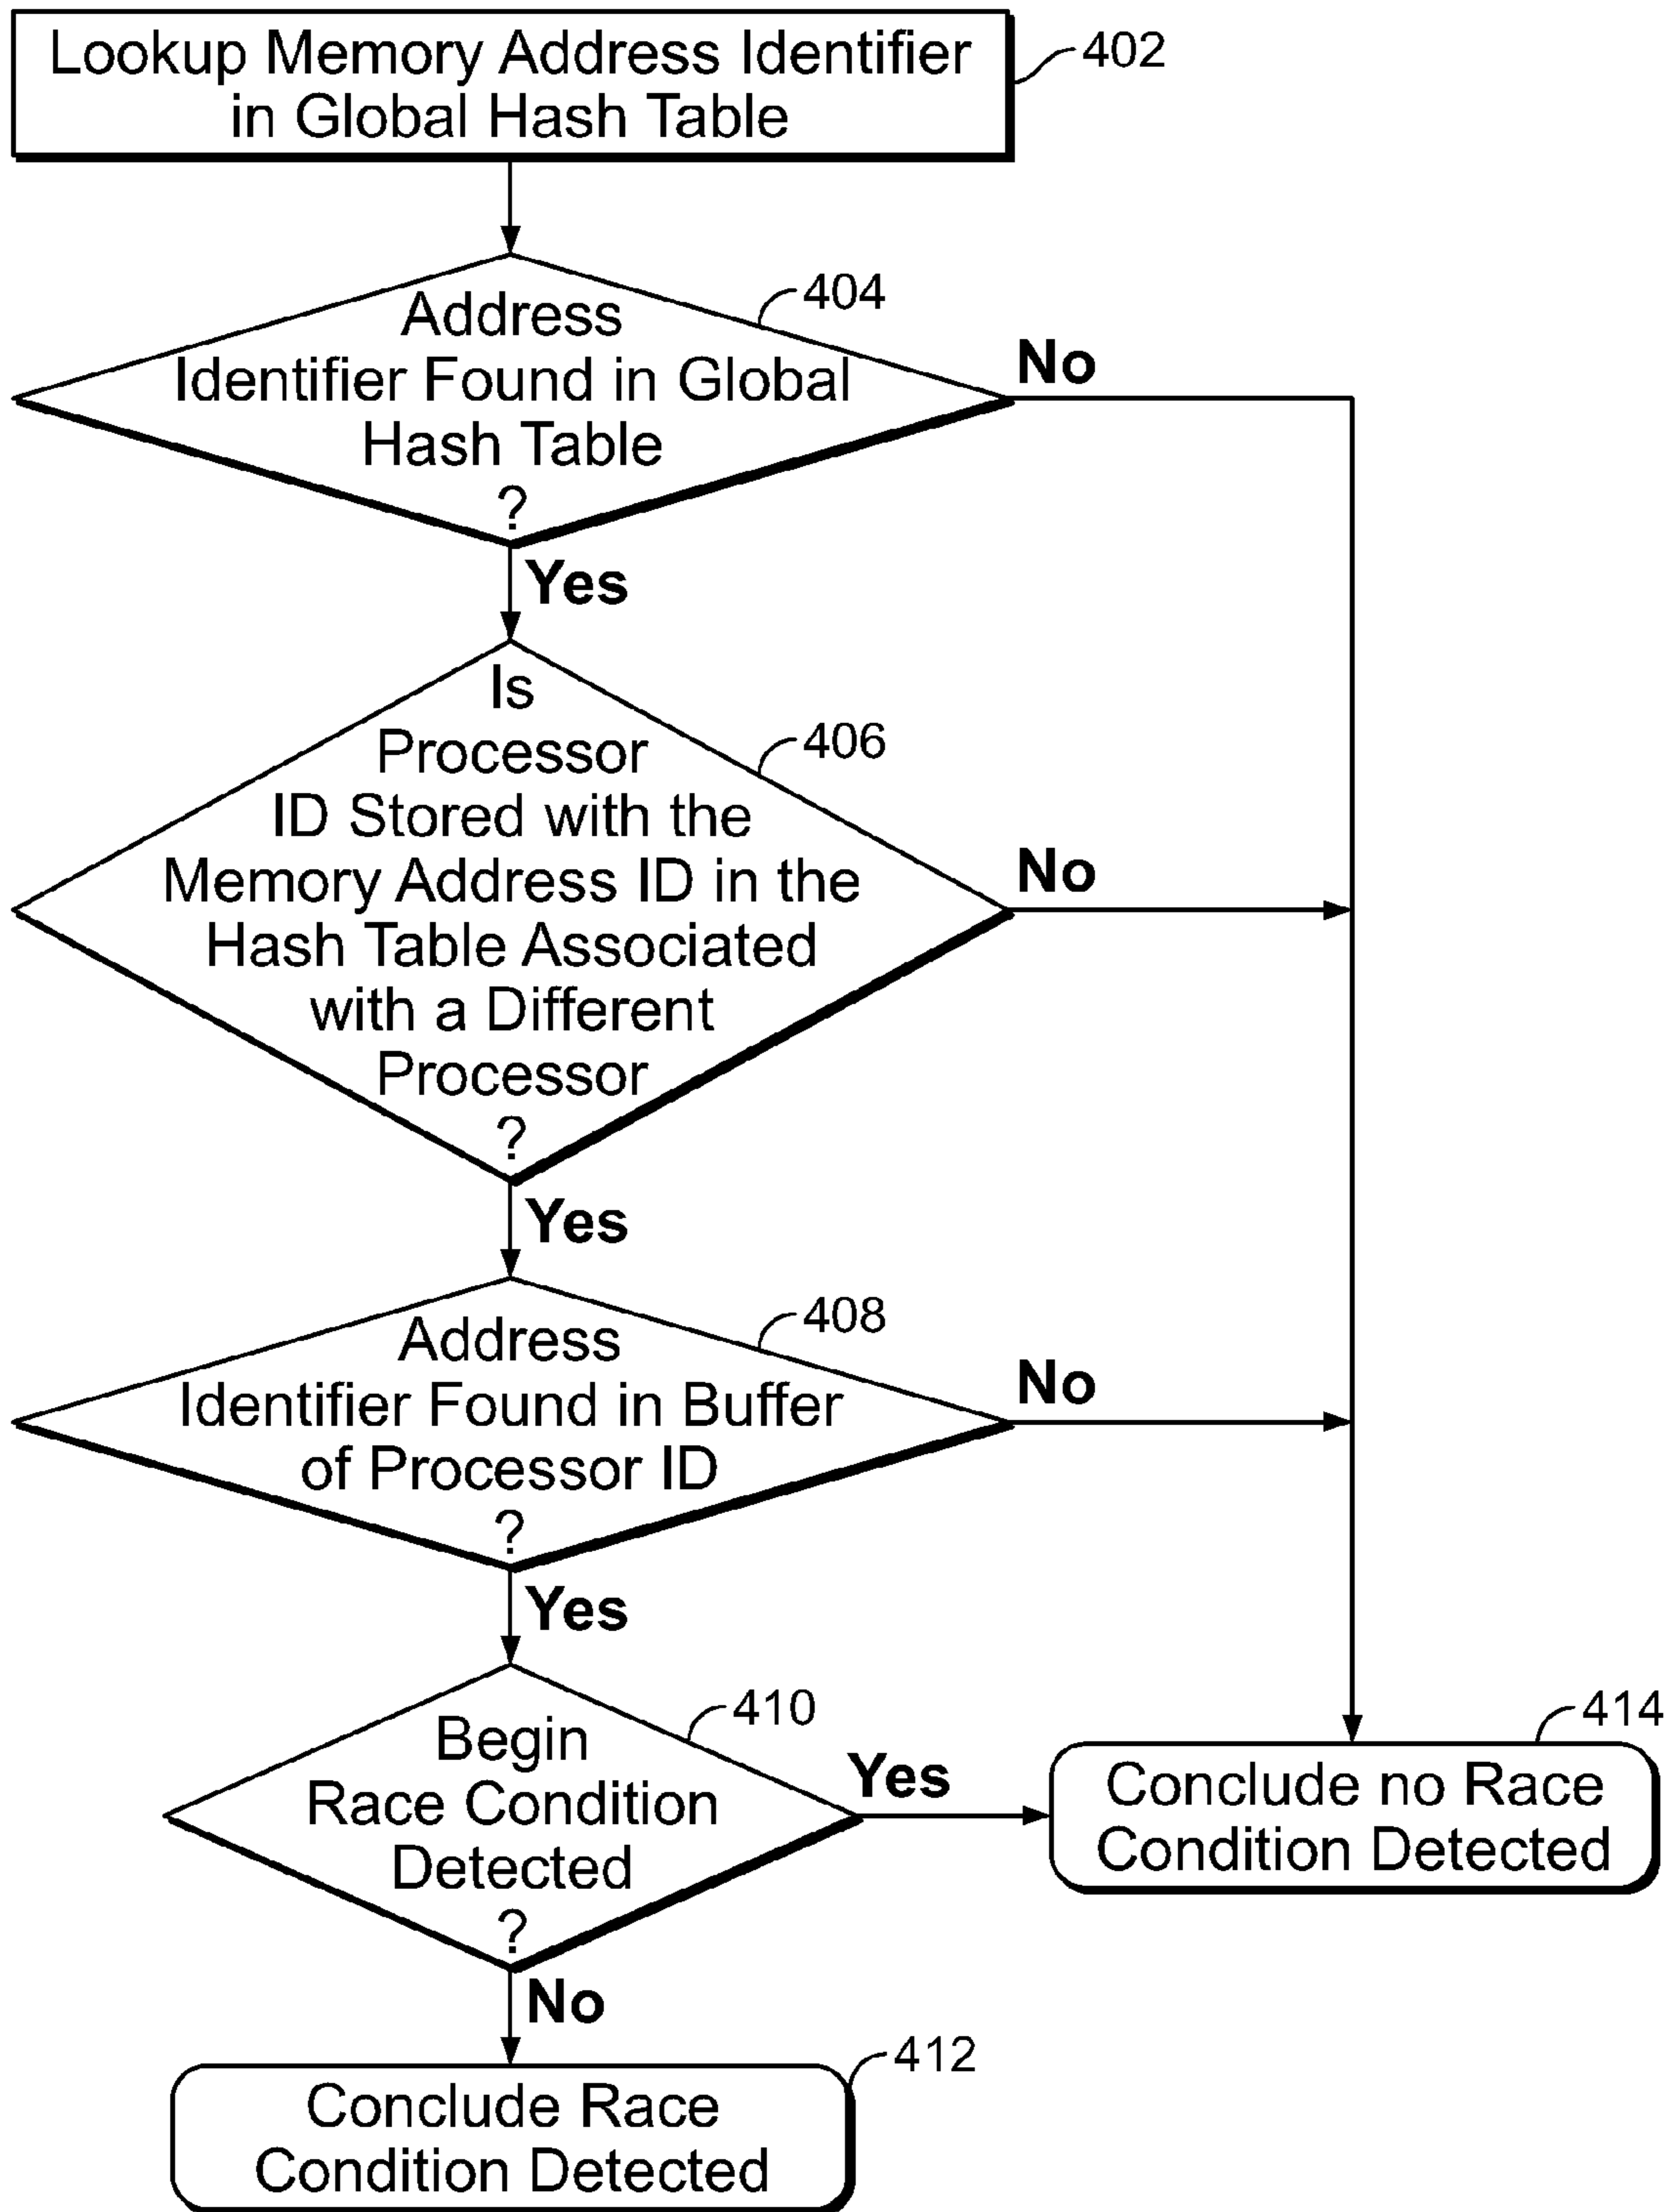 Lookup Memory Address Identifier
in Global Hash Table
402
Address
Identifier Found in Global
Hash Table
?
404
No
Yes
Is
Processor
ID Stored with the
Memory Address ID in the
Hash Table Associated
with a Different
Processor
?
406
No
Yes
Address
Identifier Found in Buffer
of Processor ID
?
408
No
Yes
Begin
Race Condition
Detected
?
410
Yes
414
Conclude no Race
Condition Detected
No
412
Conclude Race
Condition Detected